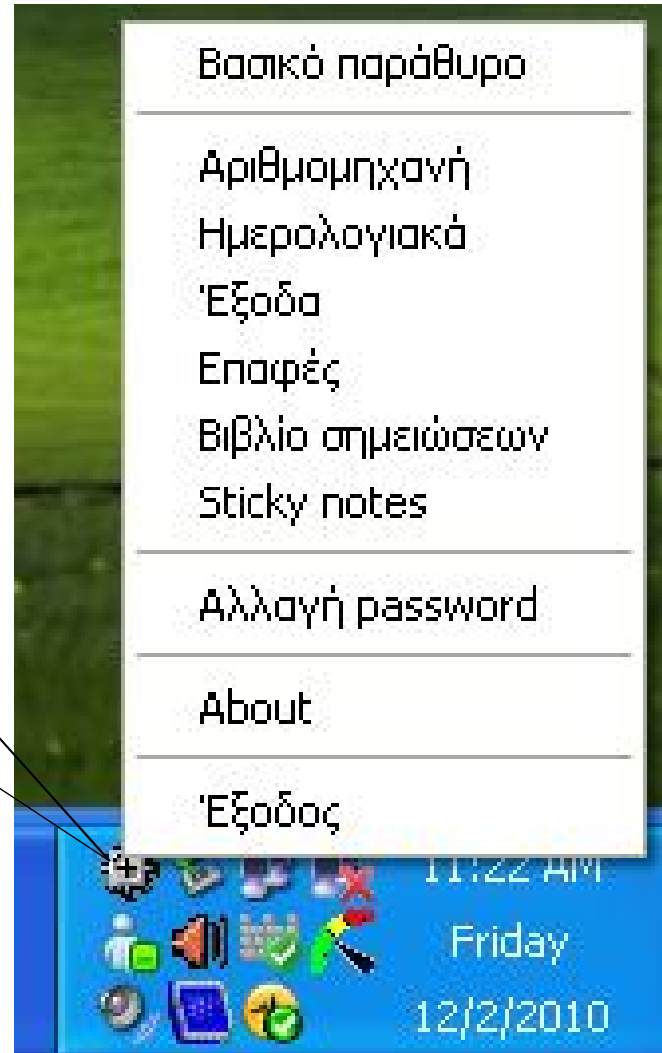 Βασικό παράθυρο
Αριθμομηχανή
Ημερολογιακά
Έξοδα
Επαφές
Βιβλίο σημειώσεων
Sticky notes
Αλλαγή password
About
Έξοδος
11:22 AM
Friday
12/2/2010